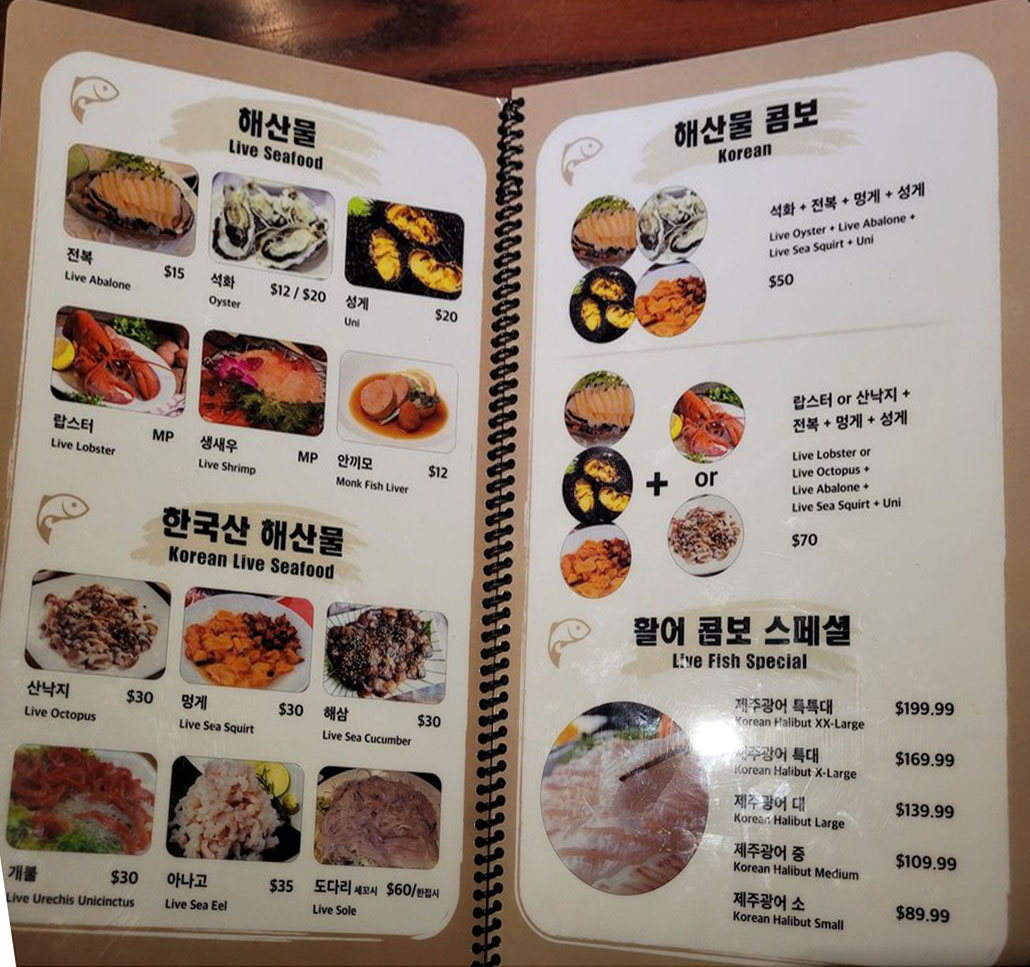 해산물
Live Seafood
전복 $15
Live Abalone
석화 $12 / $20
Oyster
성게
Uni $20
랍스터 MP
Live Lobster
생새우 MP
Live Shrimp
안끼모 $12
Monk Fish Liver
한국산 해산물
Korean Live Seafood
산낙지 $30
Live Octopus
멍게 $30
Live Sea Squirt
해삼 $30
Live Sea Cucumber
개불 $30
Live Urechis Unicinctus
아나고 $35
Live Sea Eel
도다리 세꼬시 $60/한접시
Live Sole
해산물 콤보
Korean
석화 + 전복 + 멍게 + 성게
Live Oyster + Live Abalone +
Live Sea Squirt + Uni
$50
+ or
랍스터 or 산낙지 +
전복 + 멍게 + 성게
Live Lobster or
Live Octopus +
Live Abalone +
Live Sea Squirt + Uni
$70
활어 콤보 스페셜
Live Fish Special
제주광어 특특대 $199.99
Korean Halibut XX-Large
제주광어 특대 $169.99
Korean Halibut X-Large
제주광어 대 $139.99
Korean Halibut Large
제주광어 중 $109.99
Korean Halibut Medium
제주광어 소 $89.99
Korean Halibut Small